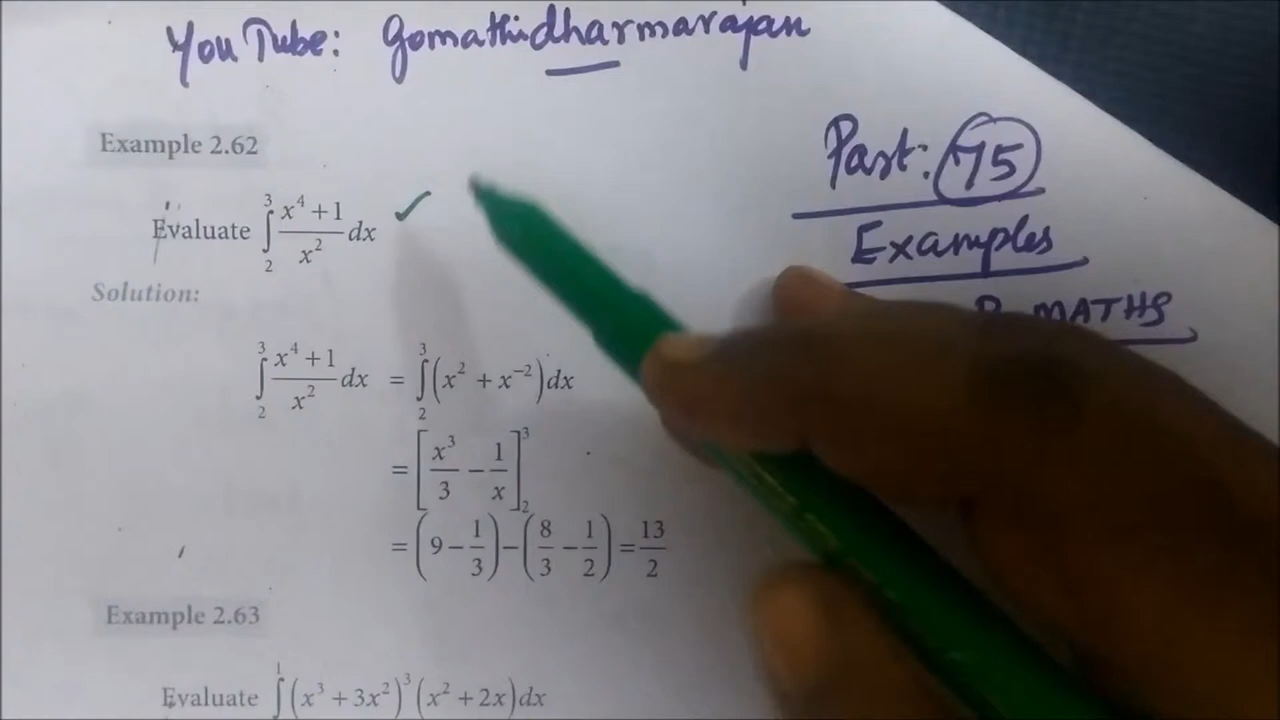 YouTube: gomathidharmarajan
Part: 75
Examples
MATHS
Example 2.62
Evaluate ∫₂³ (x⁴ + 1)/x² dx ✓
Solution:
∫₂³ (x⁴ + 1)/x² dx = ∫₂³ (x² + x⁻²) dx
= [x³/3 − 1/x]₂³
= (9 − 1/3) − (8/3 − 1/2) = 13/2
Example 2.63
Evaluate ∫¹ (x³ + 3x²)³ (x² + 2x) dx